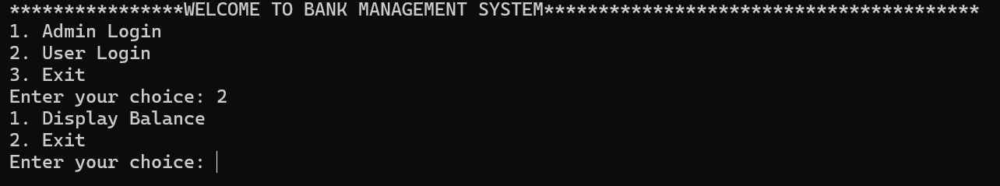 ****************WELCOME TO BANK MANAGEMENT SYSTEM****************************************
1. Admin Login
2. User Login
3. Exit
Enter your choice: 2
1. Display Balance
2. Exit
Enter your choice: